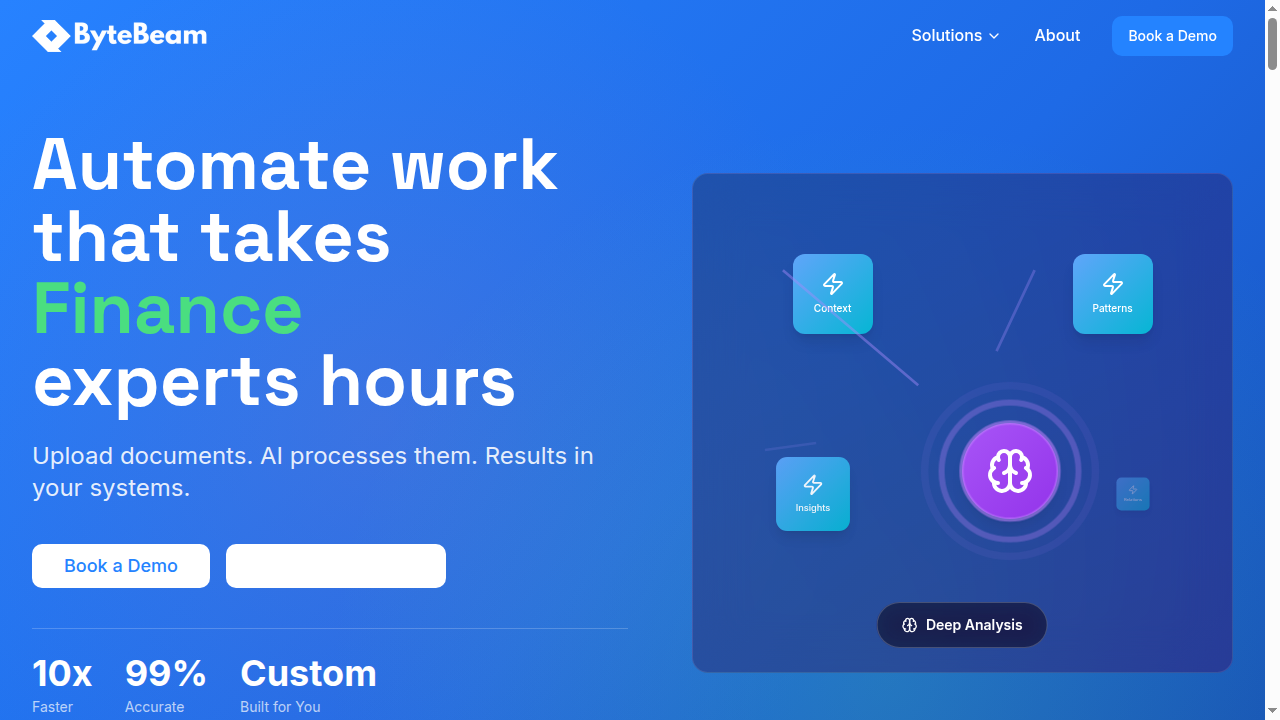 ByteBeam
Solutions
About
Book a Demo
Automate work
that takes
Finance
experts hours
Upload documents. AI processes them. Results in
your systems.
Book a Demo
10x
Faster
99%
Accurate
Custom
Built for You
Context
Patterns
Insights
Deep Analysis